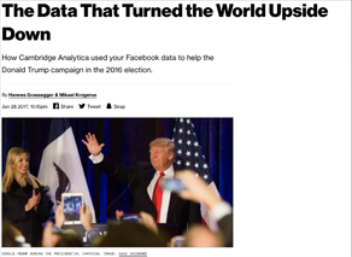 The Data That Turned the World Upside
Down
How Cambridge Analytica used your Facebook data to help the
Donald Trump campaign in the 2016 election.
By Hannes Grassegger & Mikael Krogerus
Jan 28 2017, 10:15pm Share Tweet Snap
DONALD TRUMP DURING THE PRESIDENTIAL CAMPAIGN. IMAGE: